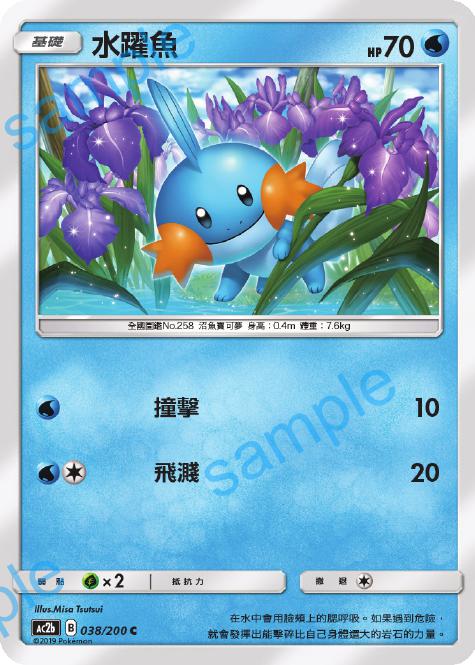 基礎 水躍魚 HP70
全國圖鑑No.258 沼魚寶可夢 身高：0.4m 體重：7.6kg
撞擊 10
飛濺 20
弱點 ×2 抵抗力 撤退
illus.Misa Tsutsui
AC2b B 038/200 C
©2019 Pokémon
在水中會用臉頰上的腮呼吸。如果遇到危險，
就會發揮出能擊碎比自己身體還大的岩石的力量。
sample
sample
sample